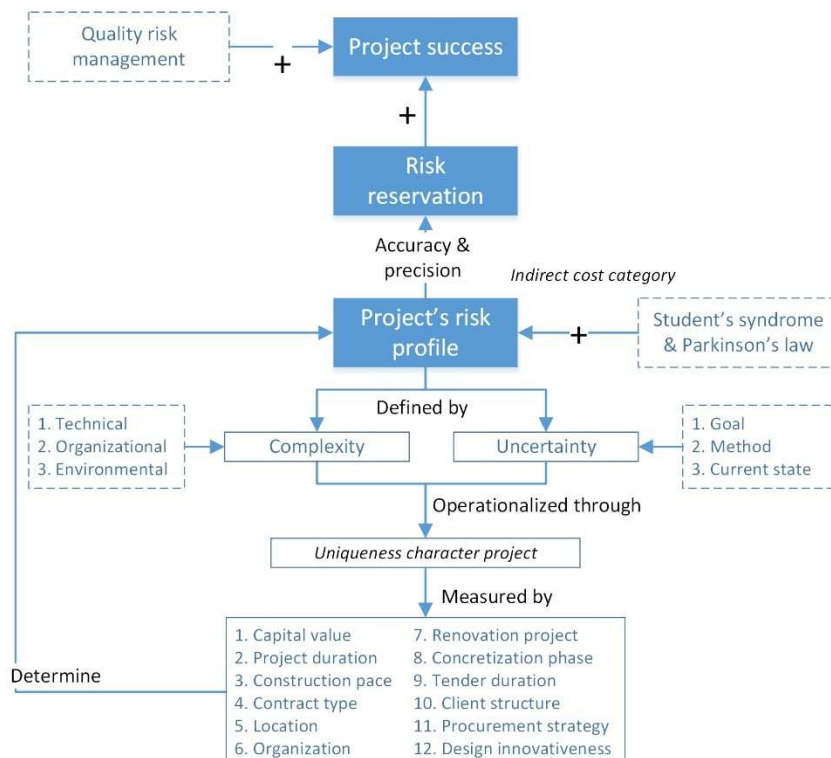 Quality risk
management
+
Project success
+
Risk
reservation
Accuracy &
precision
Indirect cost category
Project's risk
profile
+
Student's syndrome
& Parkinson's law
Defined by
1. Technical
2. Organizational
3. Environmental
Complexity
Uncertainty
1. Goal
2. Method
3. Current state
Operationalized through
Uniqueness character project
Measured by
Determine
1. Capital value
2. Project duration
3. Construction pace
4. Contract type
5. Location
6. Organization
7. Renovation project
8. Concretization phase
9. Tender duration
10. Client structure
11. Procurement strategy
12. Design innovativeness